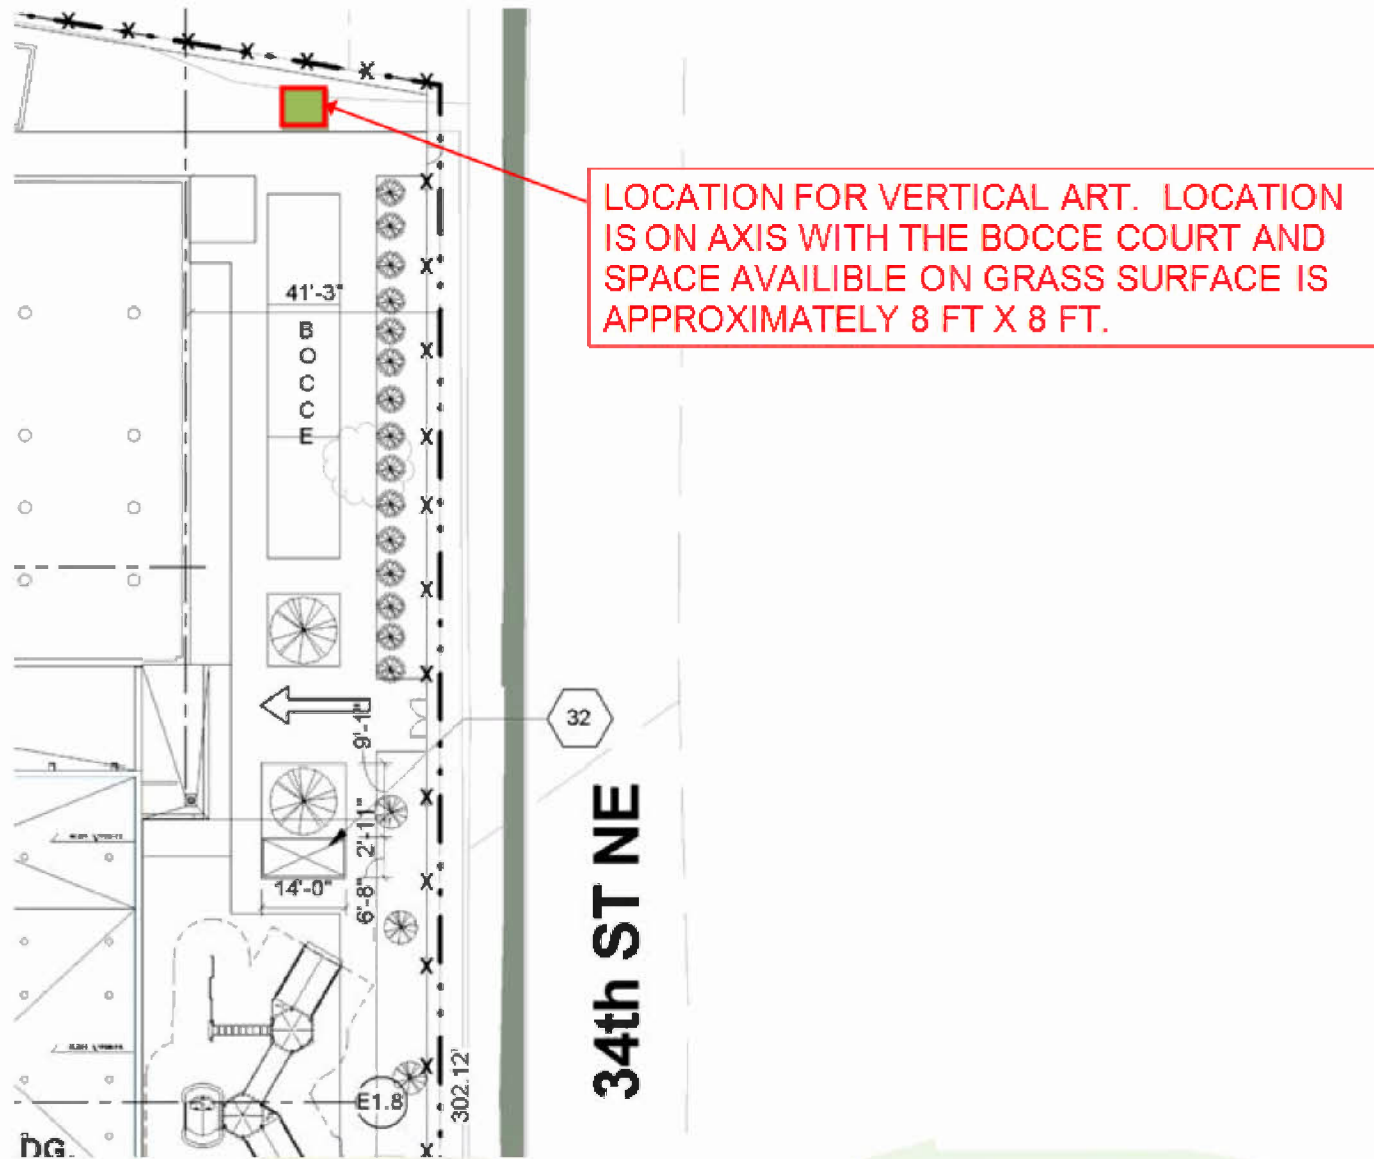 LOCATION FOR VERTICAL ART. LOCATION
IS ON AXIS WITH THE BOCCE COURT AND
SPACE AVAILIBLE ON GRASS SURFACE IS
APPROXIMATELY 8 FT X 8 FT.
41'-3"
BOCCE
32
9'-1"
2'-11"
6'-8"
14'-0"
34th ST NE
302.12'
E1.8
DG.